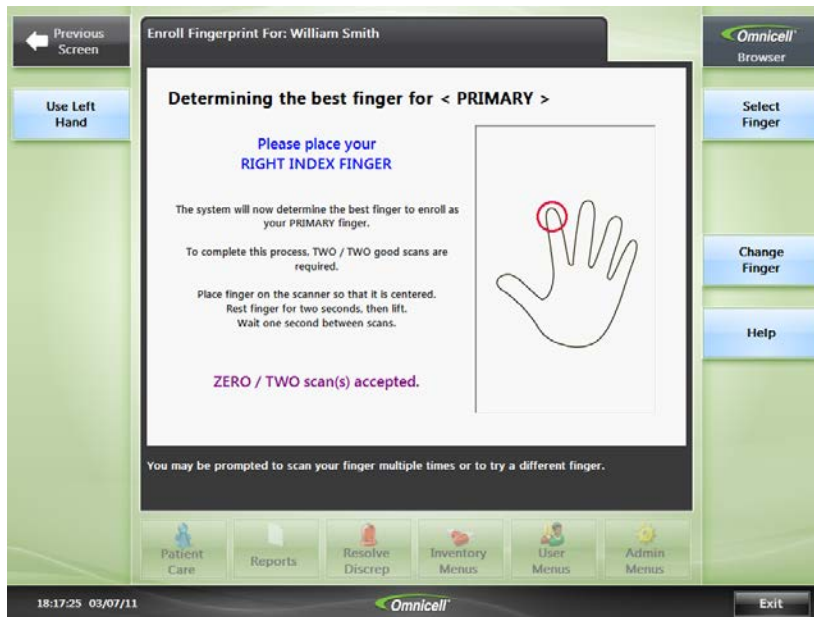 Previous
Screen
Enroll Fingerprint For: William Smith
Omnicell
Browser
Use Left
Hand
Select
Finger
Determining the best finger for < PRIMARY >
Please place your
RIGHT INDEX FINGER
The system will now determine the best finger to enroll as
your PRIMARY finger.
To complete this process, TWO / TWO good scans are
required.
Place finger on the scanner so that it is centered.
Rest finger for two seconds, then lift.
Wait one second between scans.
ZERO / TWO scan(s) accepted.
Change
Finger
Help
You may be prompted to scan your finger multiple times or to try a different finger.
Patient
Care
Reports
Resolve
Discrep
Inventory
Menus
User
Menus
Admin
Menus
18:17:25 03/07/11
Omnicell
Exit